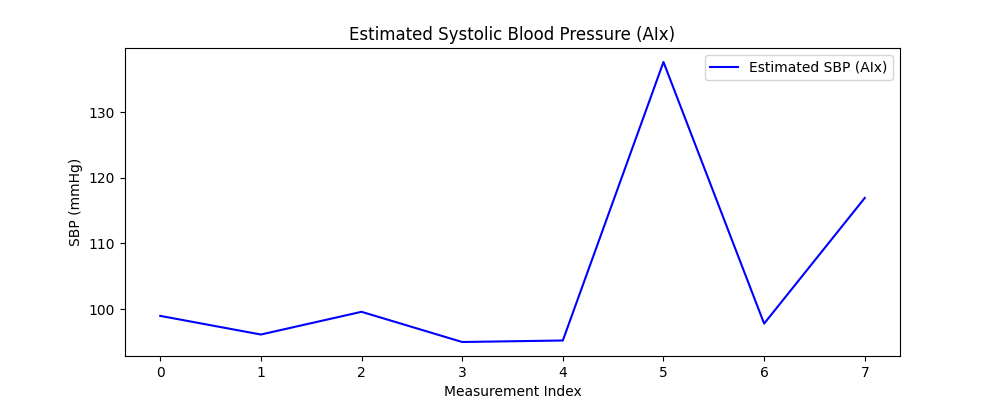 Estimated Systolic Blood Pressure (AIx)
Estimated SBP (AIx)
SBP (mmHg)
130
120
110
100
0 1 2 3 4 5 6 7
Measurement Index